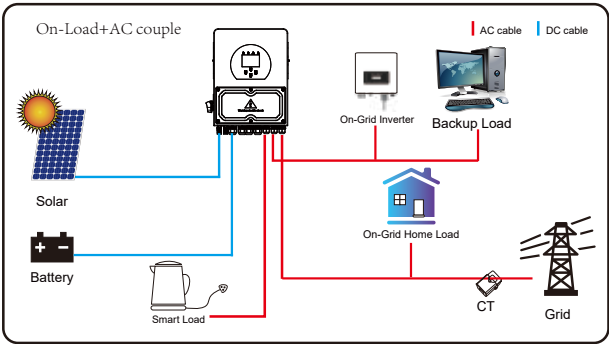 On-Load+AC couple
AC cable
DC cable
On-Grid Inverter
Backup Load
Solar
On-Grid Home Load
Battery
Smart Load
CT
Grid